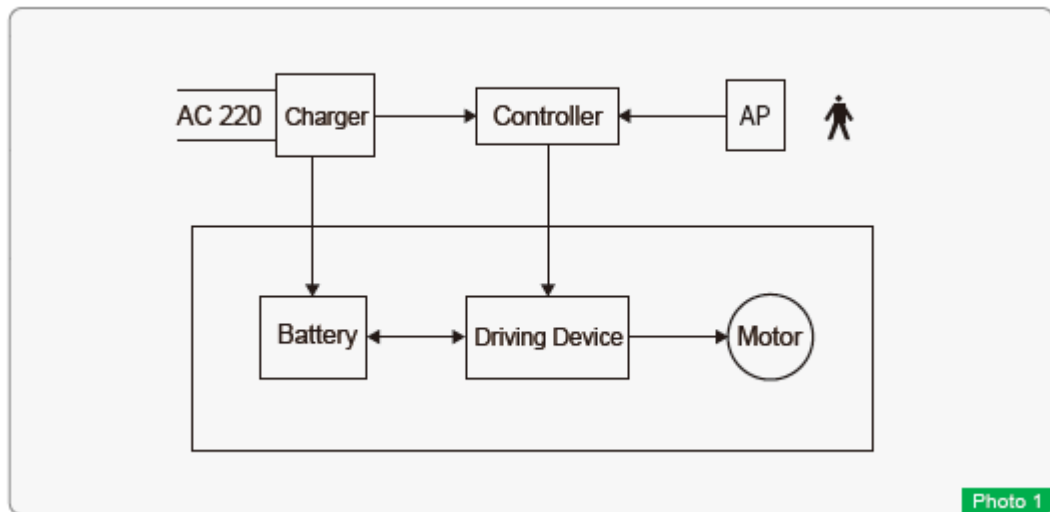 AC 220
Charger
Controller
AP
Battery
Driving Device
Motor
Photo 1